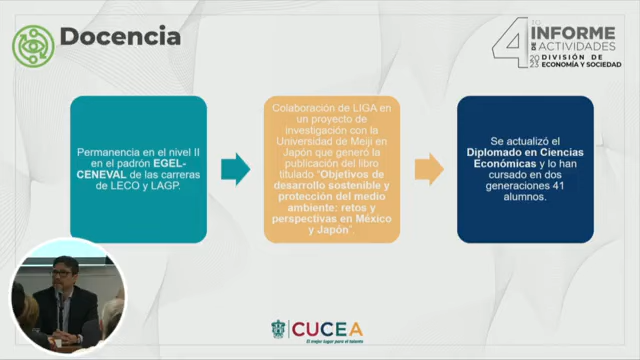 Docencia
4TO INFORME
DE ACTIVIDADES
2023 DIVISIÓN DE
ECONOMÍA Y SOCIEDAD
Permanencia en el nivel II
en el padrón EGEL-
CENEVAL de las carreras
de LECO y LAGP.
Colaboración de LIGA en
un proyecto de
investigación con la
Universidad de Meiji en
Japón que generó la
publicación del libro
titulado "Objetivos de
desarrollo sostenible y
protección del medio
ambiente: retos y
perspectivas en México
y Japón".
Se actualizó el
Diplomado en Ciencias
Económicas y lo han
cursado en dos
generaciones 41
alumnos.
CUCEA
El mejor lugar para el talento